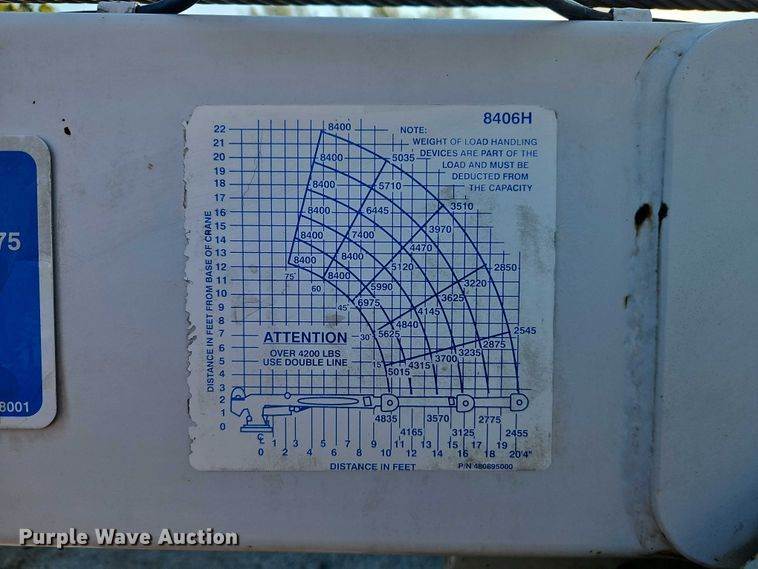 8406H
NOTE:
WEIGHT OF LOAD HANDLING
DEVICES ARE PART OF THE
LOAD AND MUST BE
DEDUCTED FROM
THE CAPACITY
22
21
20
19
18
17
16
15
14
13
12
11
10
9
8
7
6
5
4
3
2
1
0
DISTANCE IN FEET FROM BASE OF CRANE
8400
8400 5035
8400 5710 3510
8400 6445 3970
8400 7400 4470
8400 8400 5120 2850
75° 60 8400 5990 3220
45° 6975 4145 3625
30° 5625 4840 2545
15 5015 4315 3700 3235 2875
ATTENTION
OVER 4200 LBS
USE DOUBLE LINE
4835 3570 2775
4165 3125 2455
1 3 5 7 9 11 13 15 17 19
0 2 4 6 8 10 12 14 16 18 20'4"
DISTANCE IN FEET
P/N 480695000
75
8001
Purple Wave Auction